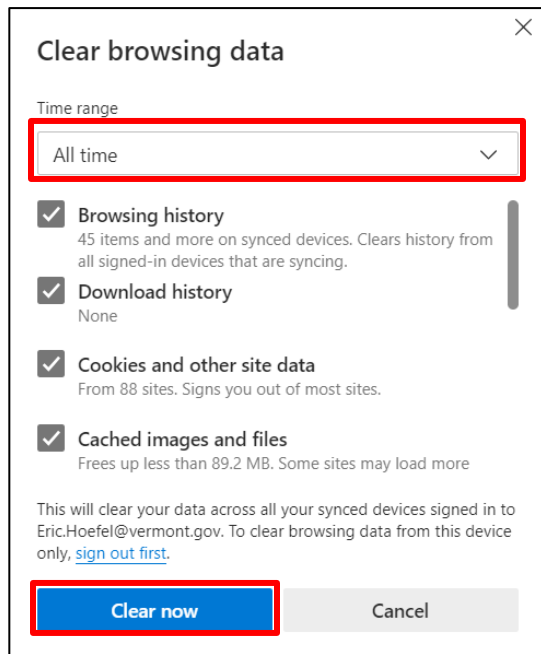 Clear browsing data
Time range
All time
Browsing history
45 items and more on synced devices. Clears history from
all signed-in devices that are syncing.
Download history
None
Cookies and other site data
From 88 sites. Signs you out of most sites.
Cached images and files
Frees up less than 89.2 MB. Some sites may load more
This will clear your data across all your synced devices signed in to
Eric.Hoefel@vermont.gov. To clear browsing data from this device
only, sign out first.
Clear now
Cancel